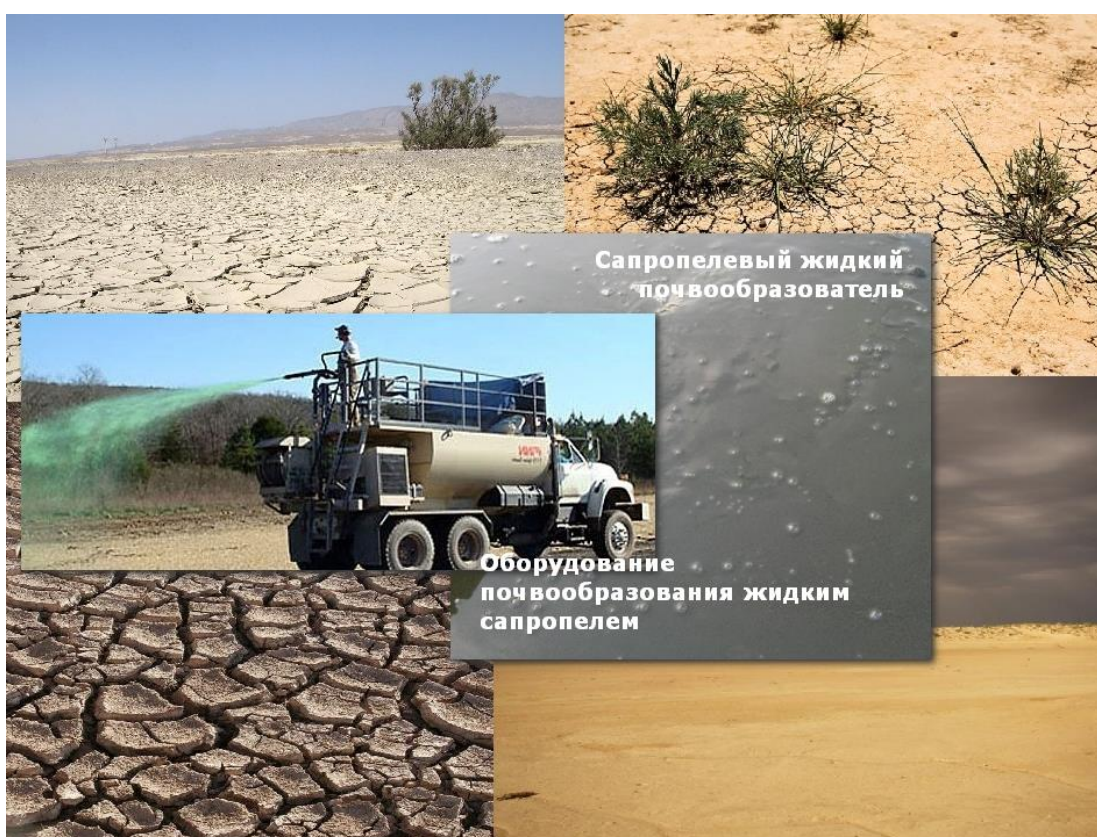 Сапропелевый жидкий
почвообразователь
Оборудование
почвообразования жидким
сапропелем